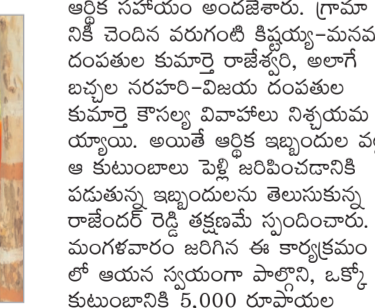 ఆర్థిక సహాయం అందజేశారు. గ్రామా
నికి చెందిన వరుగంటి కిష్టయ్య-మనవ
దంపతుల కుమార్తె రాజేశ్వరి, అలాగే
బచ్చల నరహరి-విజయ దంపతుల
కుమార్తె కౌసల్య వివాహాలు నిశ్చయమ
య్యాయి. అయితే ఆర్థిక ఇబ్బందుల
ఆ కుటుంబాలు పెళ్లి జరిపించడానికి
పడుతున్న ఇబ్బందులను తెలుసుకున్న
రాజేందర్ రెడ్డి తక్షణమే స్పందించారు.
మంగళవారం జరిగిన ఈ కార్యక్రమం
లో ఆయన స్వయంగా పాల్గొని, ఒక్కో
కుటుంబానికి 5,000 రూపాయల